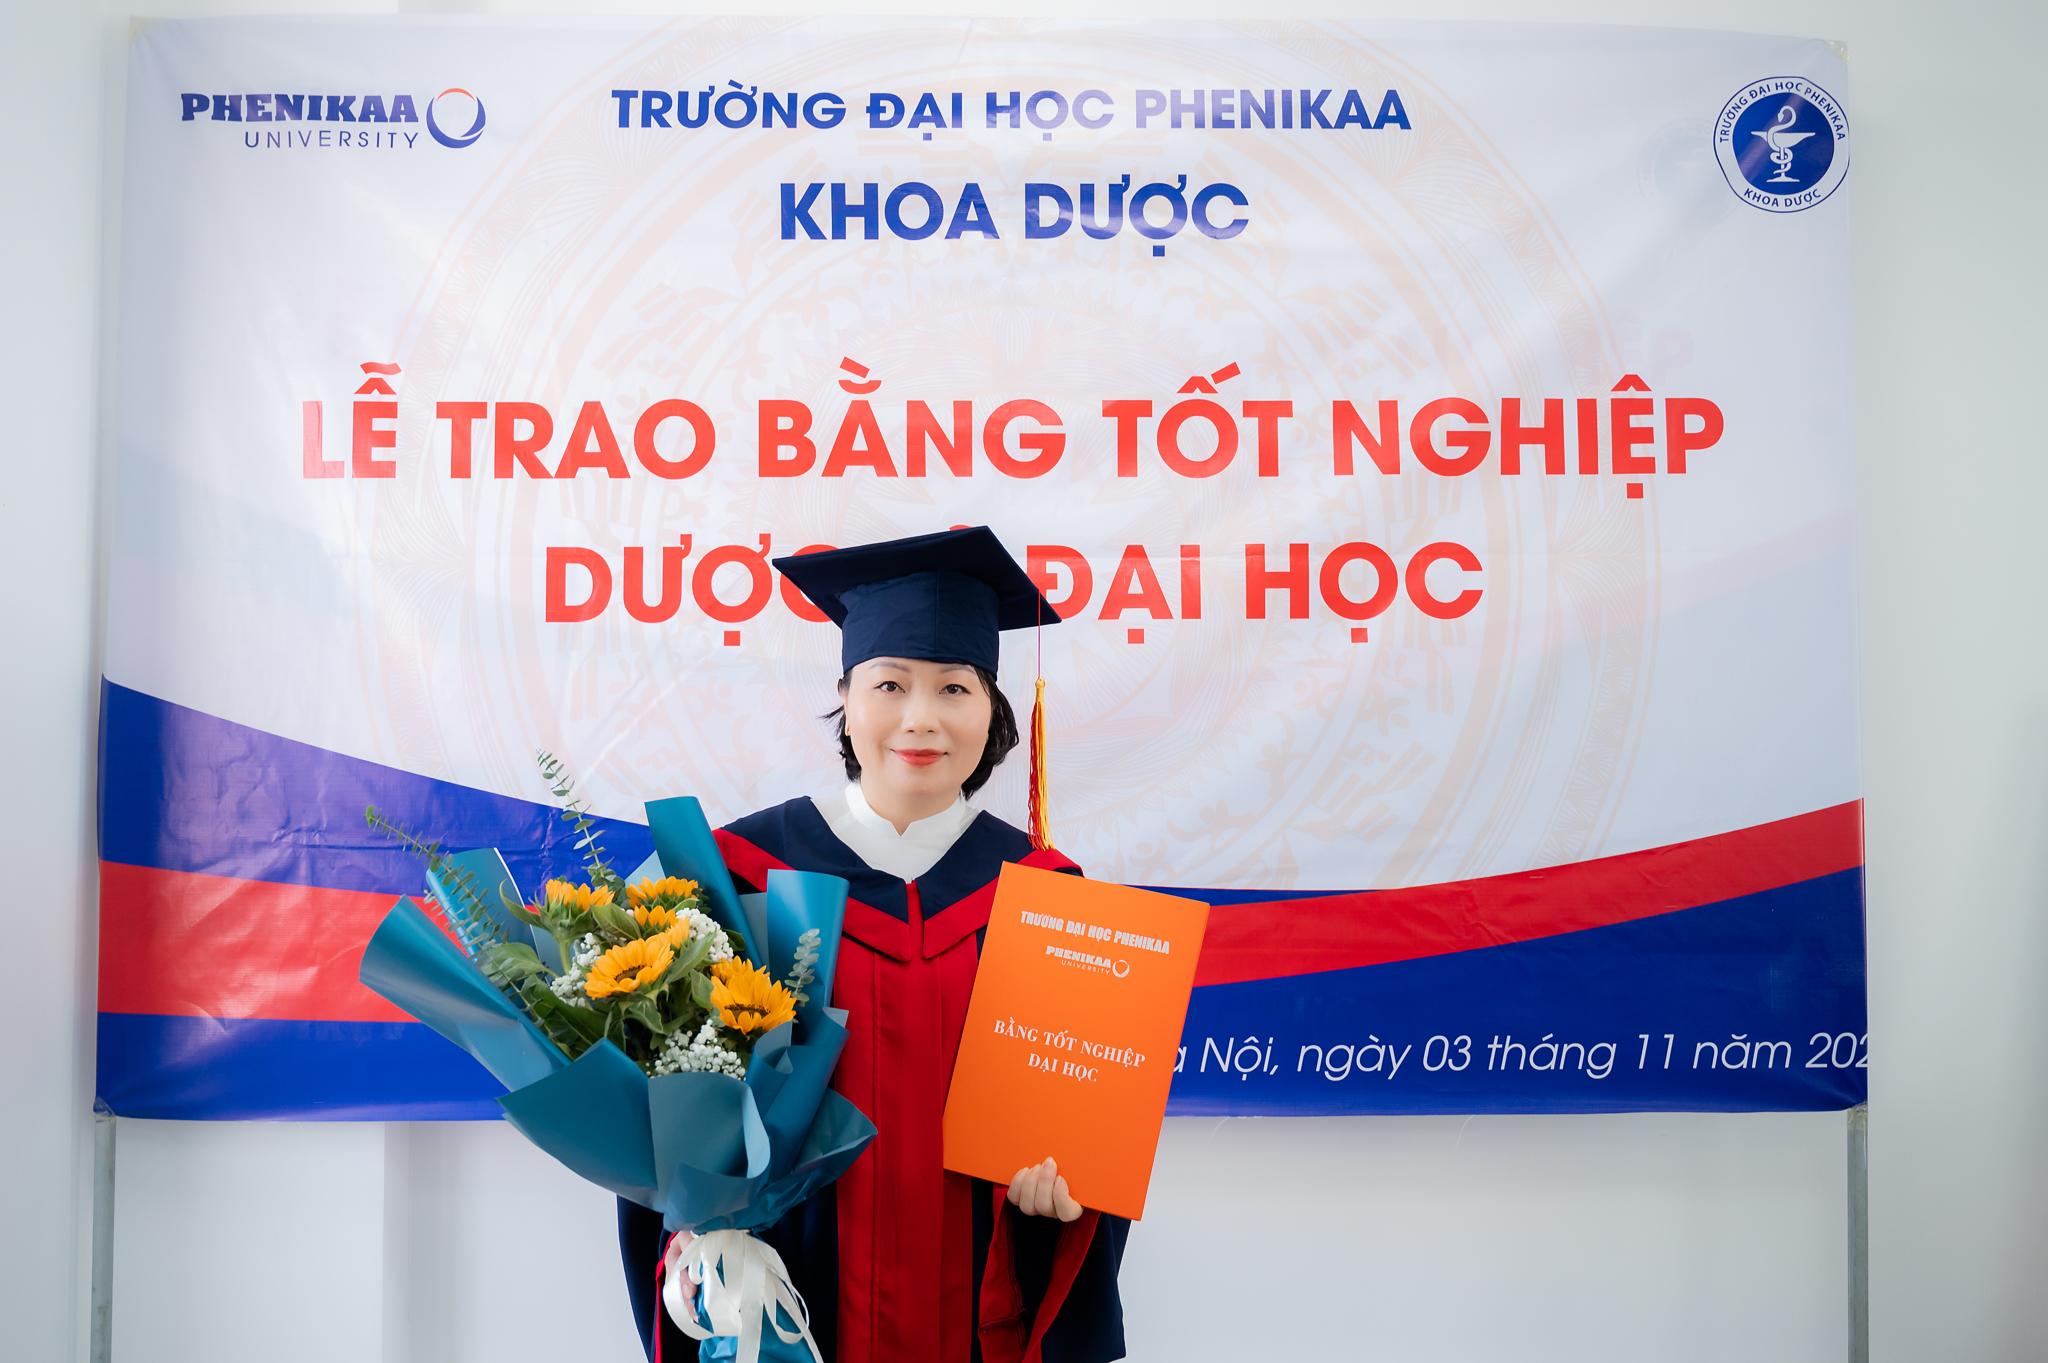 PHENIKAA
UNIVERSITY
TRƯỜNG ĐẠI HỌC PHENIKAA
KHOA DƯỢC
TRƯỜNG ĐẠI HỌC PHENIKAA
KHOA DƯỢC
LỄ TRAO BẰNG TỐT NGHIỆP
ĐẠI HỌC
TRƯỜNG ĐẠI HỌC PHENIKAA
PHENIKAA
UNIVERSITY
BẰNG TỐT NGHIỆP
ĐẠI HỌC
Nội, ngày 03 tháng 11 năm